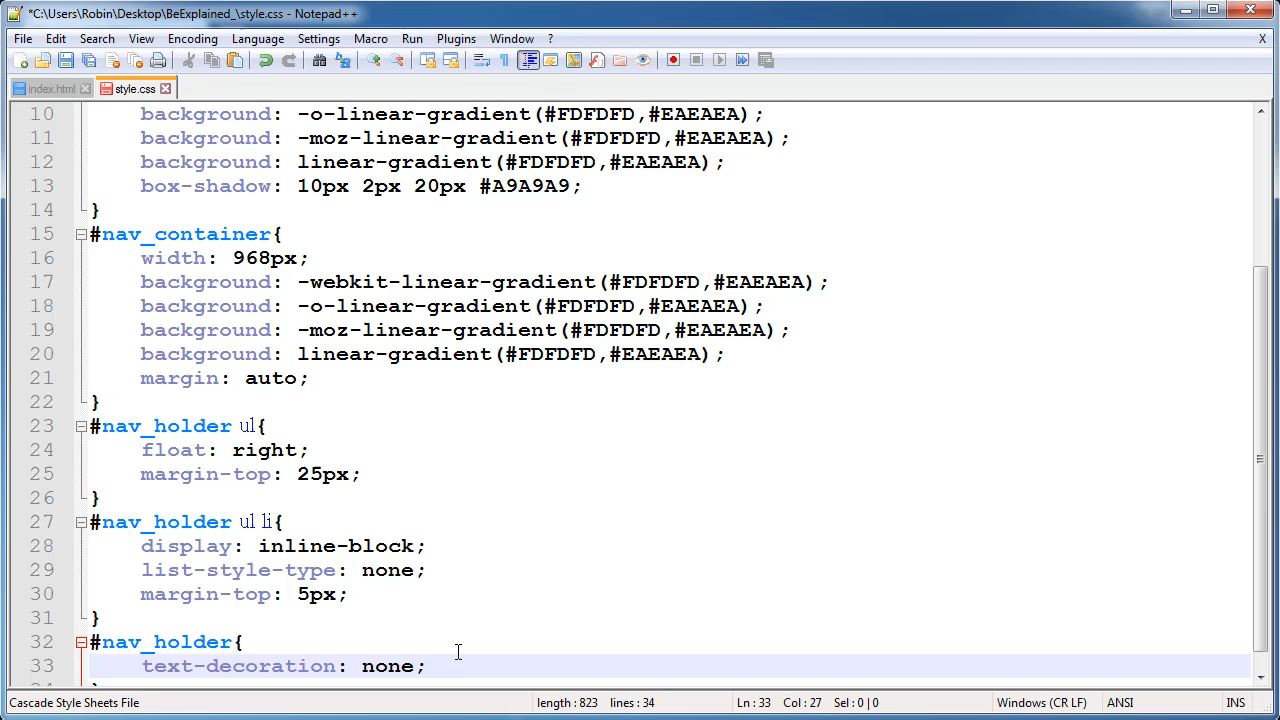 *C:\Users\Robin\Desktop\BeExplained_\style.css - Notepad++
File Edit Search View Encoding Language Settings Macro Run Plugins Window ? X
index.html style.css
10 background: -o-linear-gradient(#FDFDFD,#EAEAEA);
11 background: -moz-linear-gradient(#FDFDFD,#EAEAEA);
12 background: linear-gradient(#FDFDFD,#EAEAEA);
13 box-shadow: 10px 2px 20px #A9A9A9;
14 }
15 #nav_container{
16 width: 968px;
17 background: -webkit-linear-gradient(#FDFDFD,#EAEAEA);
18 background: -o-linear-gradient(#FDFDFD,#EAEAEA);
19 background: -moz-linear-gradient(#FDFDFD,#EAEAEA);
20 background: linear-gradient(#FDFDFD,#EAEAEA);
21 margin: auto;
22 }
23 #nav_holder ul{
24 float: right;
25 margin-top: 25px;
26 }
27 #nav_holder ul li{
28 display: inline-block;
29 list-style-type: none;
30 margin-top: 5px;
31 }
32 #nav_holder{
33 text-decoration: none;
Cascade Style Sheets File length : 823 lines : 34 Ln : 33 Col : 27 Sel : 0 | 0 Windows (CR LF) ANSI INS